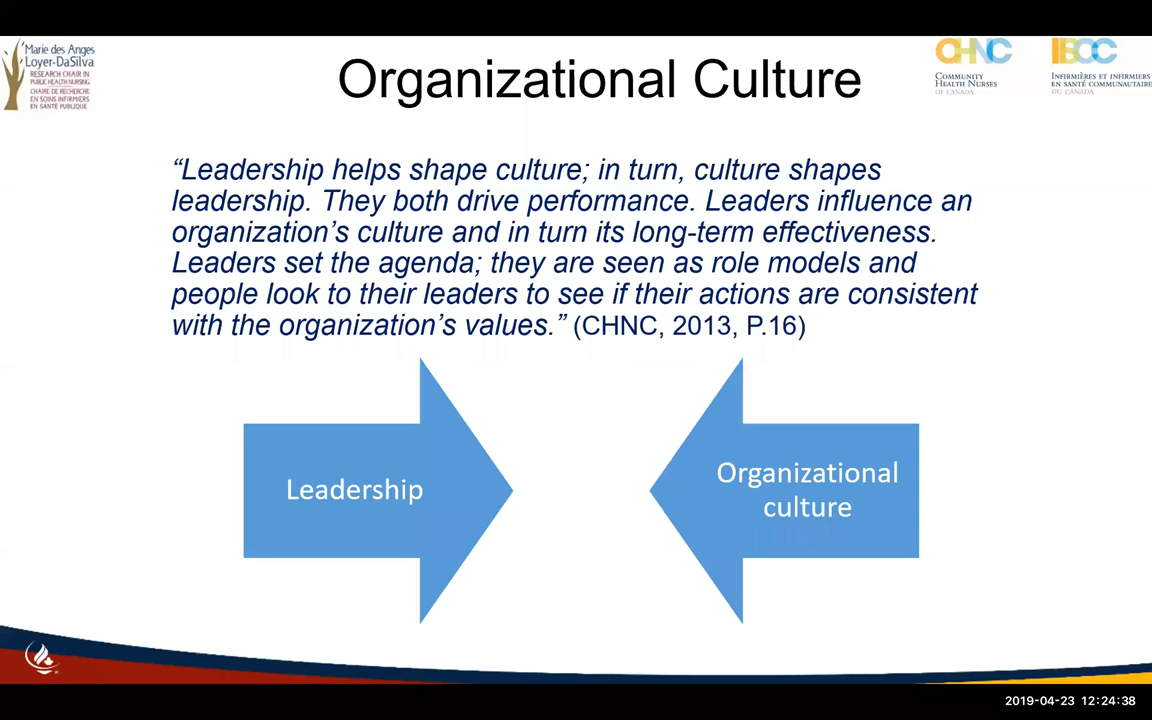 Marie des Anges
Loyer-DaSilva
RESEARCH CHAIR IN
PUBLIC HEALTH NURSING
CHAIRE DE RECHERCHE
EN SOINS INFIRMIERS
EN SANTÉ PUBLIQUE
Organizational Culture
CHNC
COMMUNITY
HEALTH NURSES
OF CANADA
IISCC
INFIRMIÈRES ET INFIRMIERS
EN SANTÉ COMMUNAUTAIRE
DU CANADA
“Leadership helps shape culture; in turn, culture shapes
leadership. They both drive performance. Leaders influence an
organization’s culture and in turn its long-term effectiveness.
Leaders set the agenda; they are seen as role models and
people look to their leaders to see if their actions are consistent
with the organization’s values.” (CHNC, 2013, P.16)
Leadership
Organizational
culture
2019-04-23 12:24:38